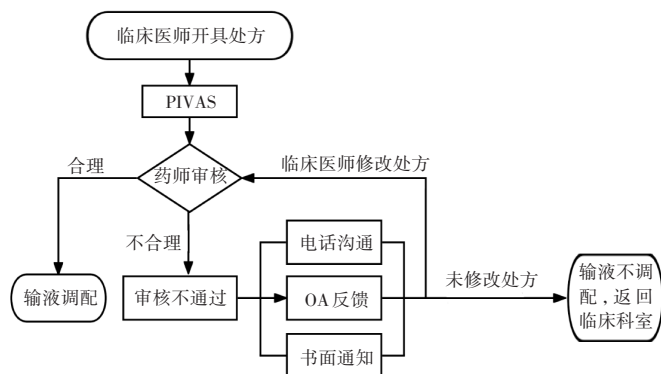 临床医师开具处方
PIVAS
合理
药师审核
临床医师修改处方
不合理
电话沟通
输液调配
审核不通过
OA反馈
未修改处方
输液不调
配,返回
临床科室
书面通知